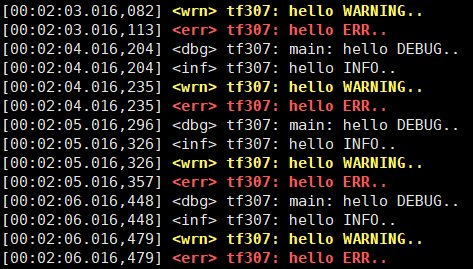 [00:02:03.016,082] <wrn> tf307: hello WARNING..
[00:02:03.016,113] <err> tf307: hello ERR..
[00:02:04.016,204] <dbg> tf307: main: hello DEBUG..
[00:02:04.016,204] <inf> tf307: hello INFO..
[00:02:04.016,235] <wrn> tf307: hello WARNING..
[00:02:04.016,235] <err> tf307: hello ERR..
[00:02:05.016,296] <dbg> tf307: main: hello DEBUG..
[00:02:05.016,326] <inf> tf307: hello INFO..
[00:02:05.016,326] <wrn> tf307: hello WARNING..
[00:02:05.016,357] <err> tf307: hello ERR..
[00:02:06.016,448] <dbg> tf307: main: hello DEBUG..
[00:02:06.016,448] <inf> tf307: hello INFO..
[00:02:06.016,479] <wrn> tf307: hello WARNING..
[00:02:06.016,479] <err> tf307: hello ERR..